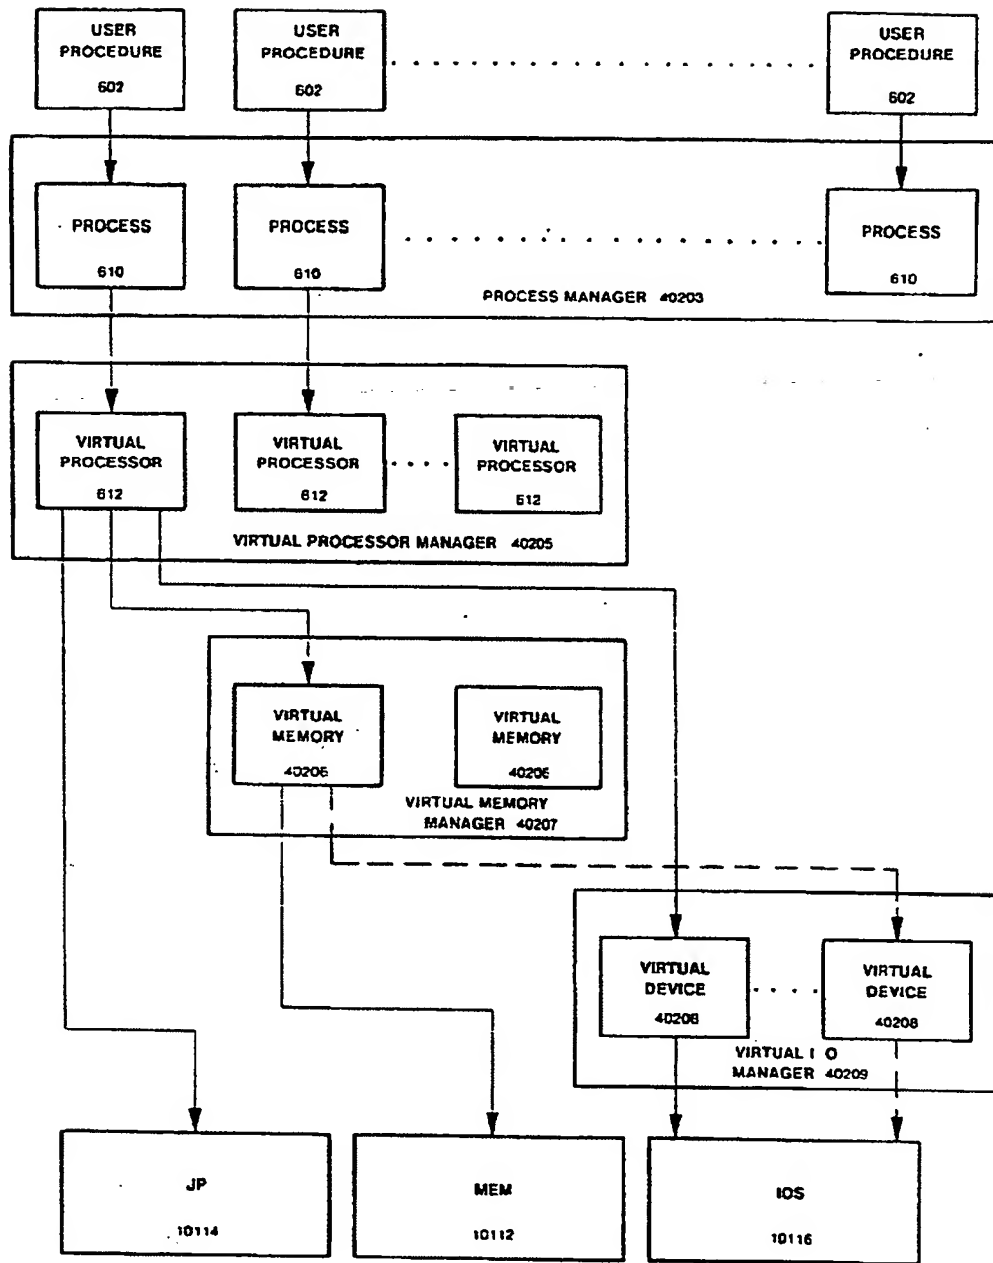 USER
PROCEDURE
602
USER
PROCEDURE
602
USER
PROCEDURE
602
PROCESS
610
PROCESS
610
PROCESS
610
PROCESS MANAGER 40203
VIRTUAL
PROCESSOR
612
VIRTUAL
PROCESSOR
612
VIRTUAL
PROCESSOR
612
VIRTUAL PROCESSOR MANAGER 40205
VIRTUAL
MEMORY
40206
VIRTUAL
MEMORY
40206
VIRTUAL MEMORY
MANAGER 40207
VIRTUAL
DEVICE
40208
VIRTUAL
DEVICE
40208
VIRTUAL I O
MANAGER 40209
JP
10114
MEM
10112
IOS
10116